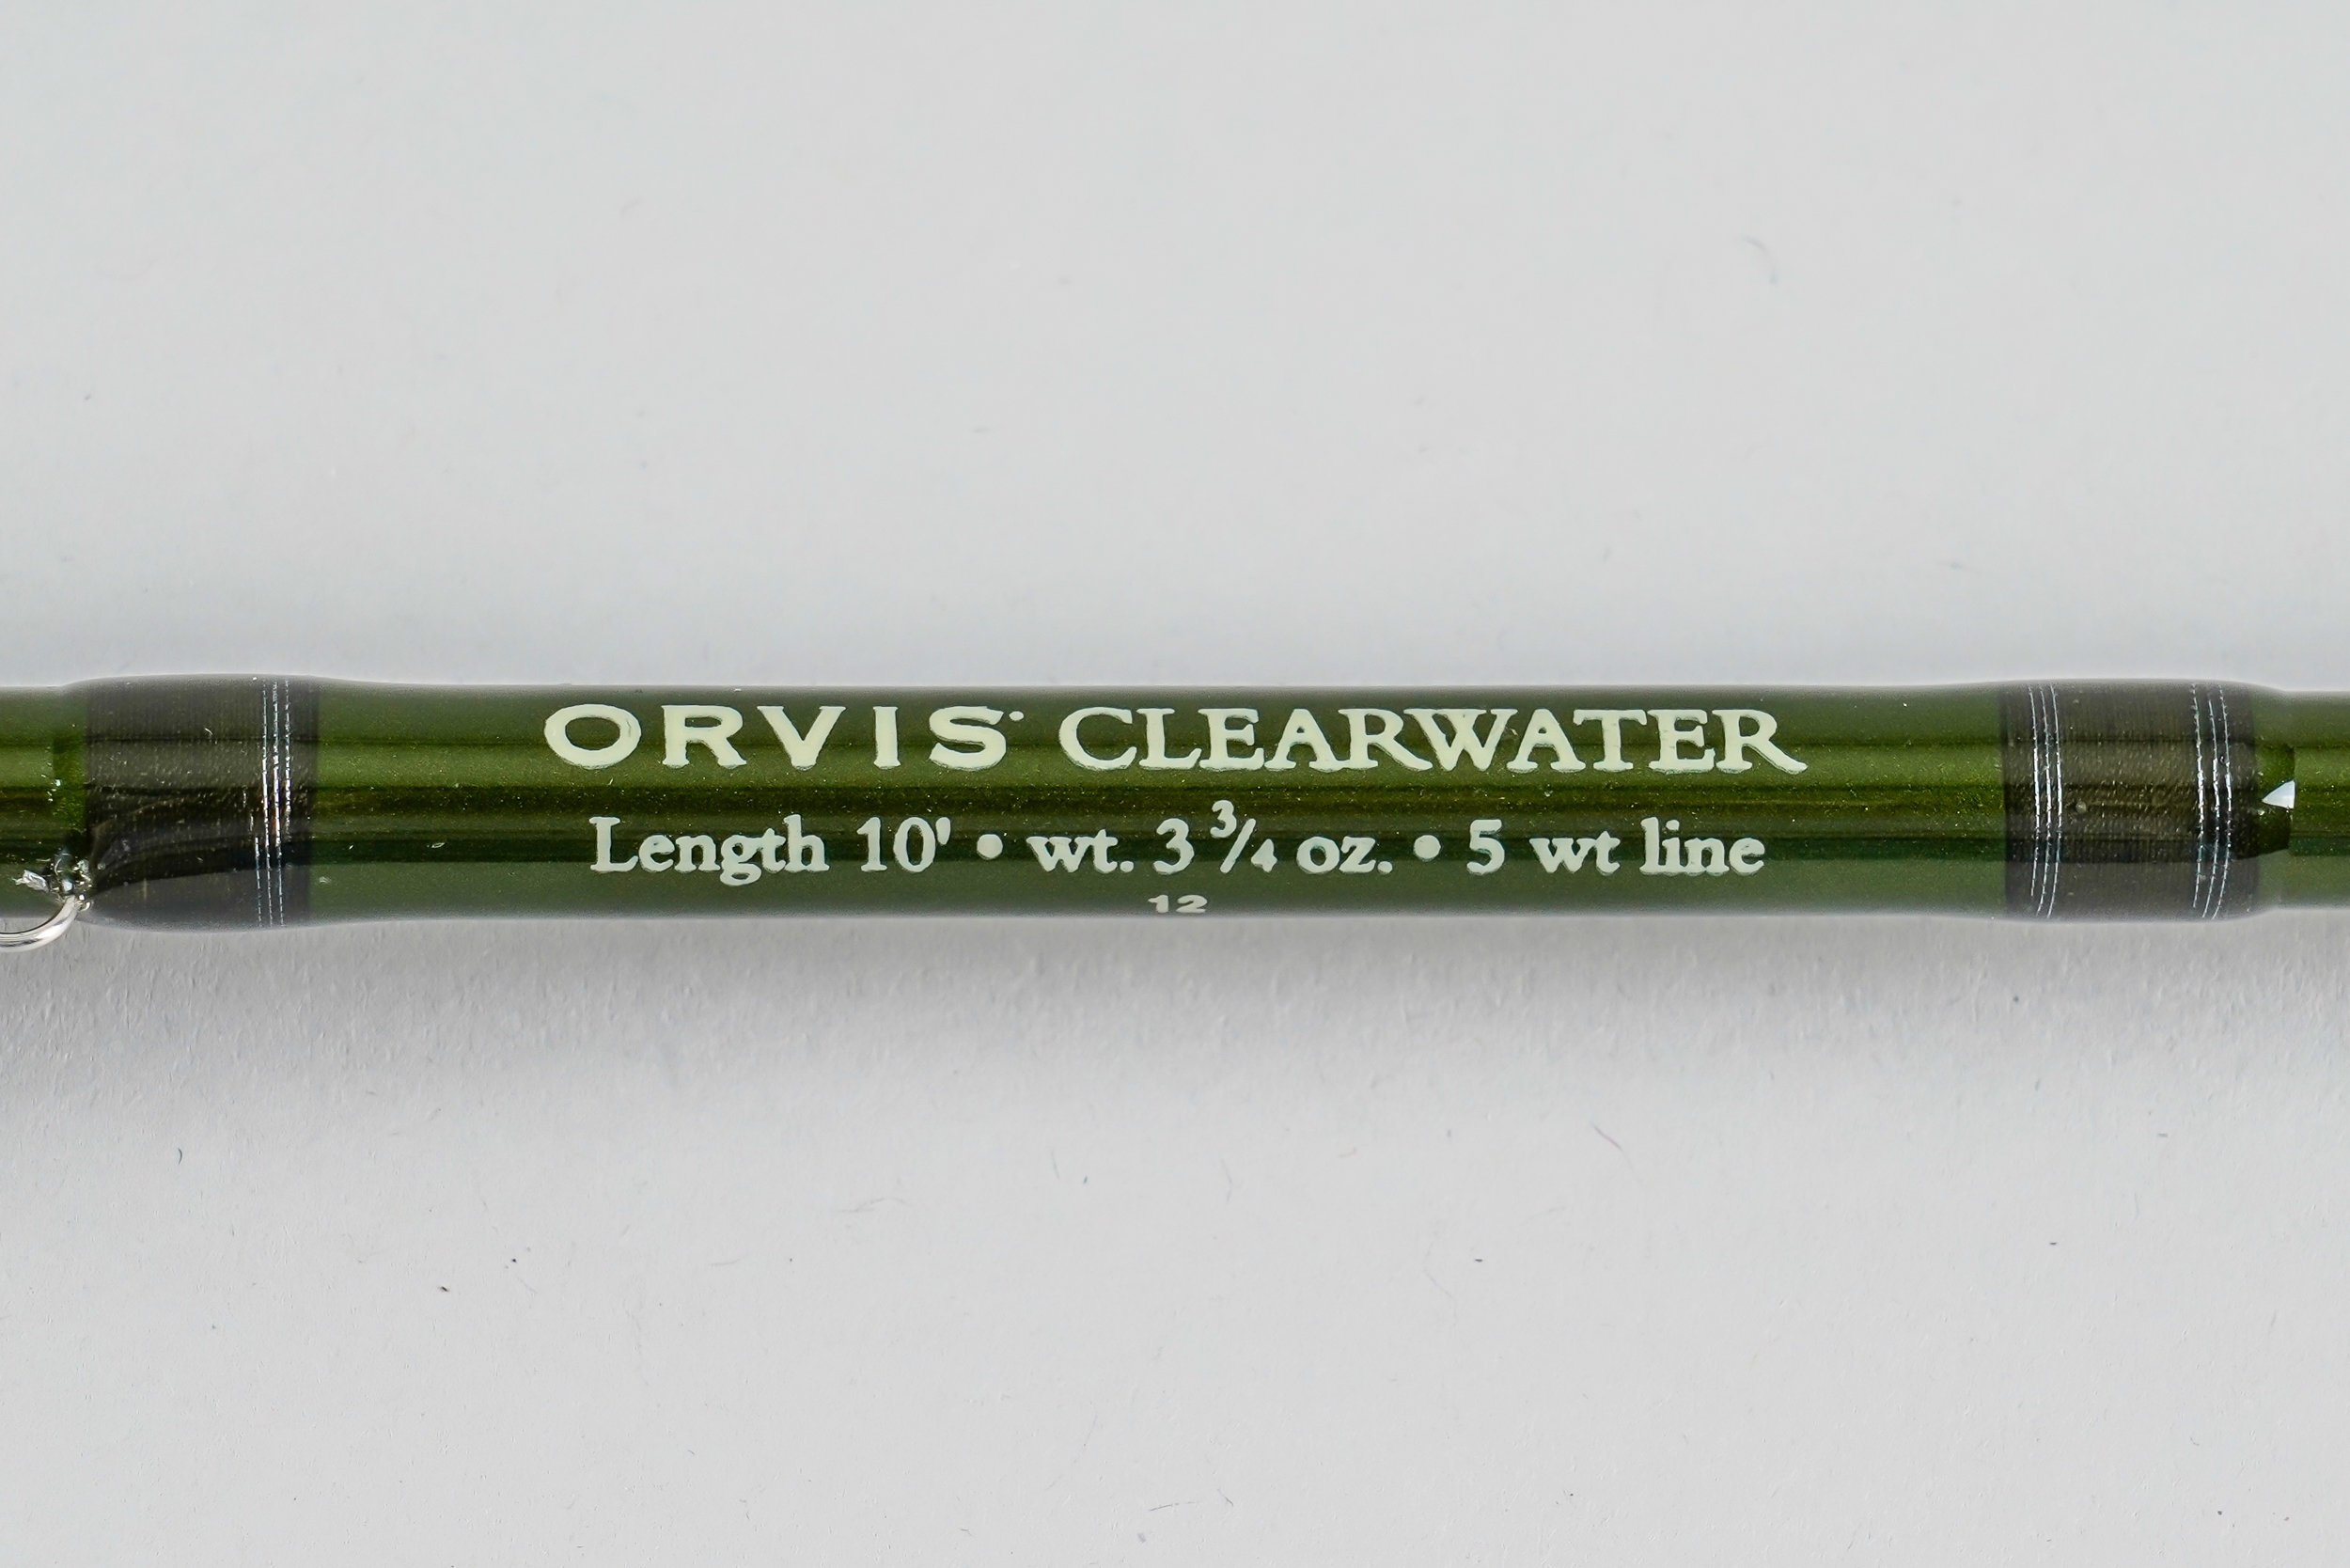 ORVIS CLEARWATER
Length 10' • wt. 3 3/4 oz. • 5 wt line
12